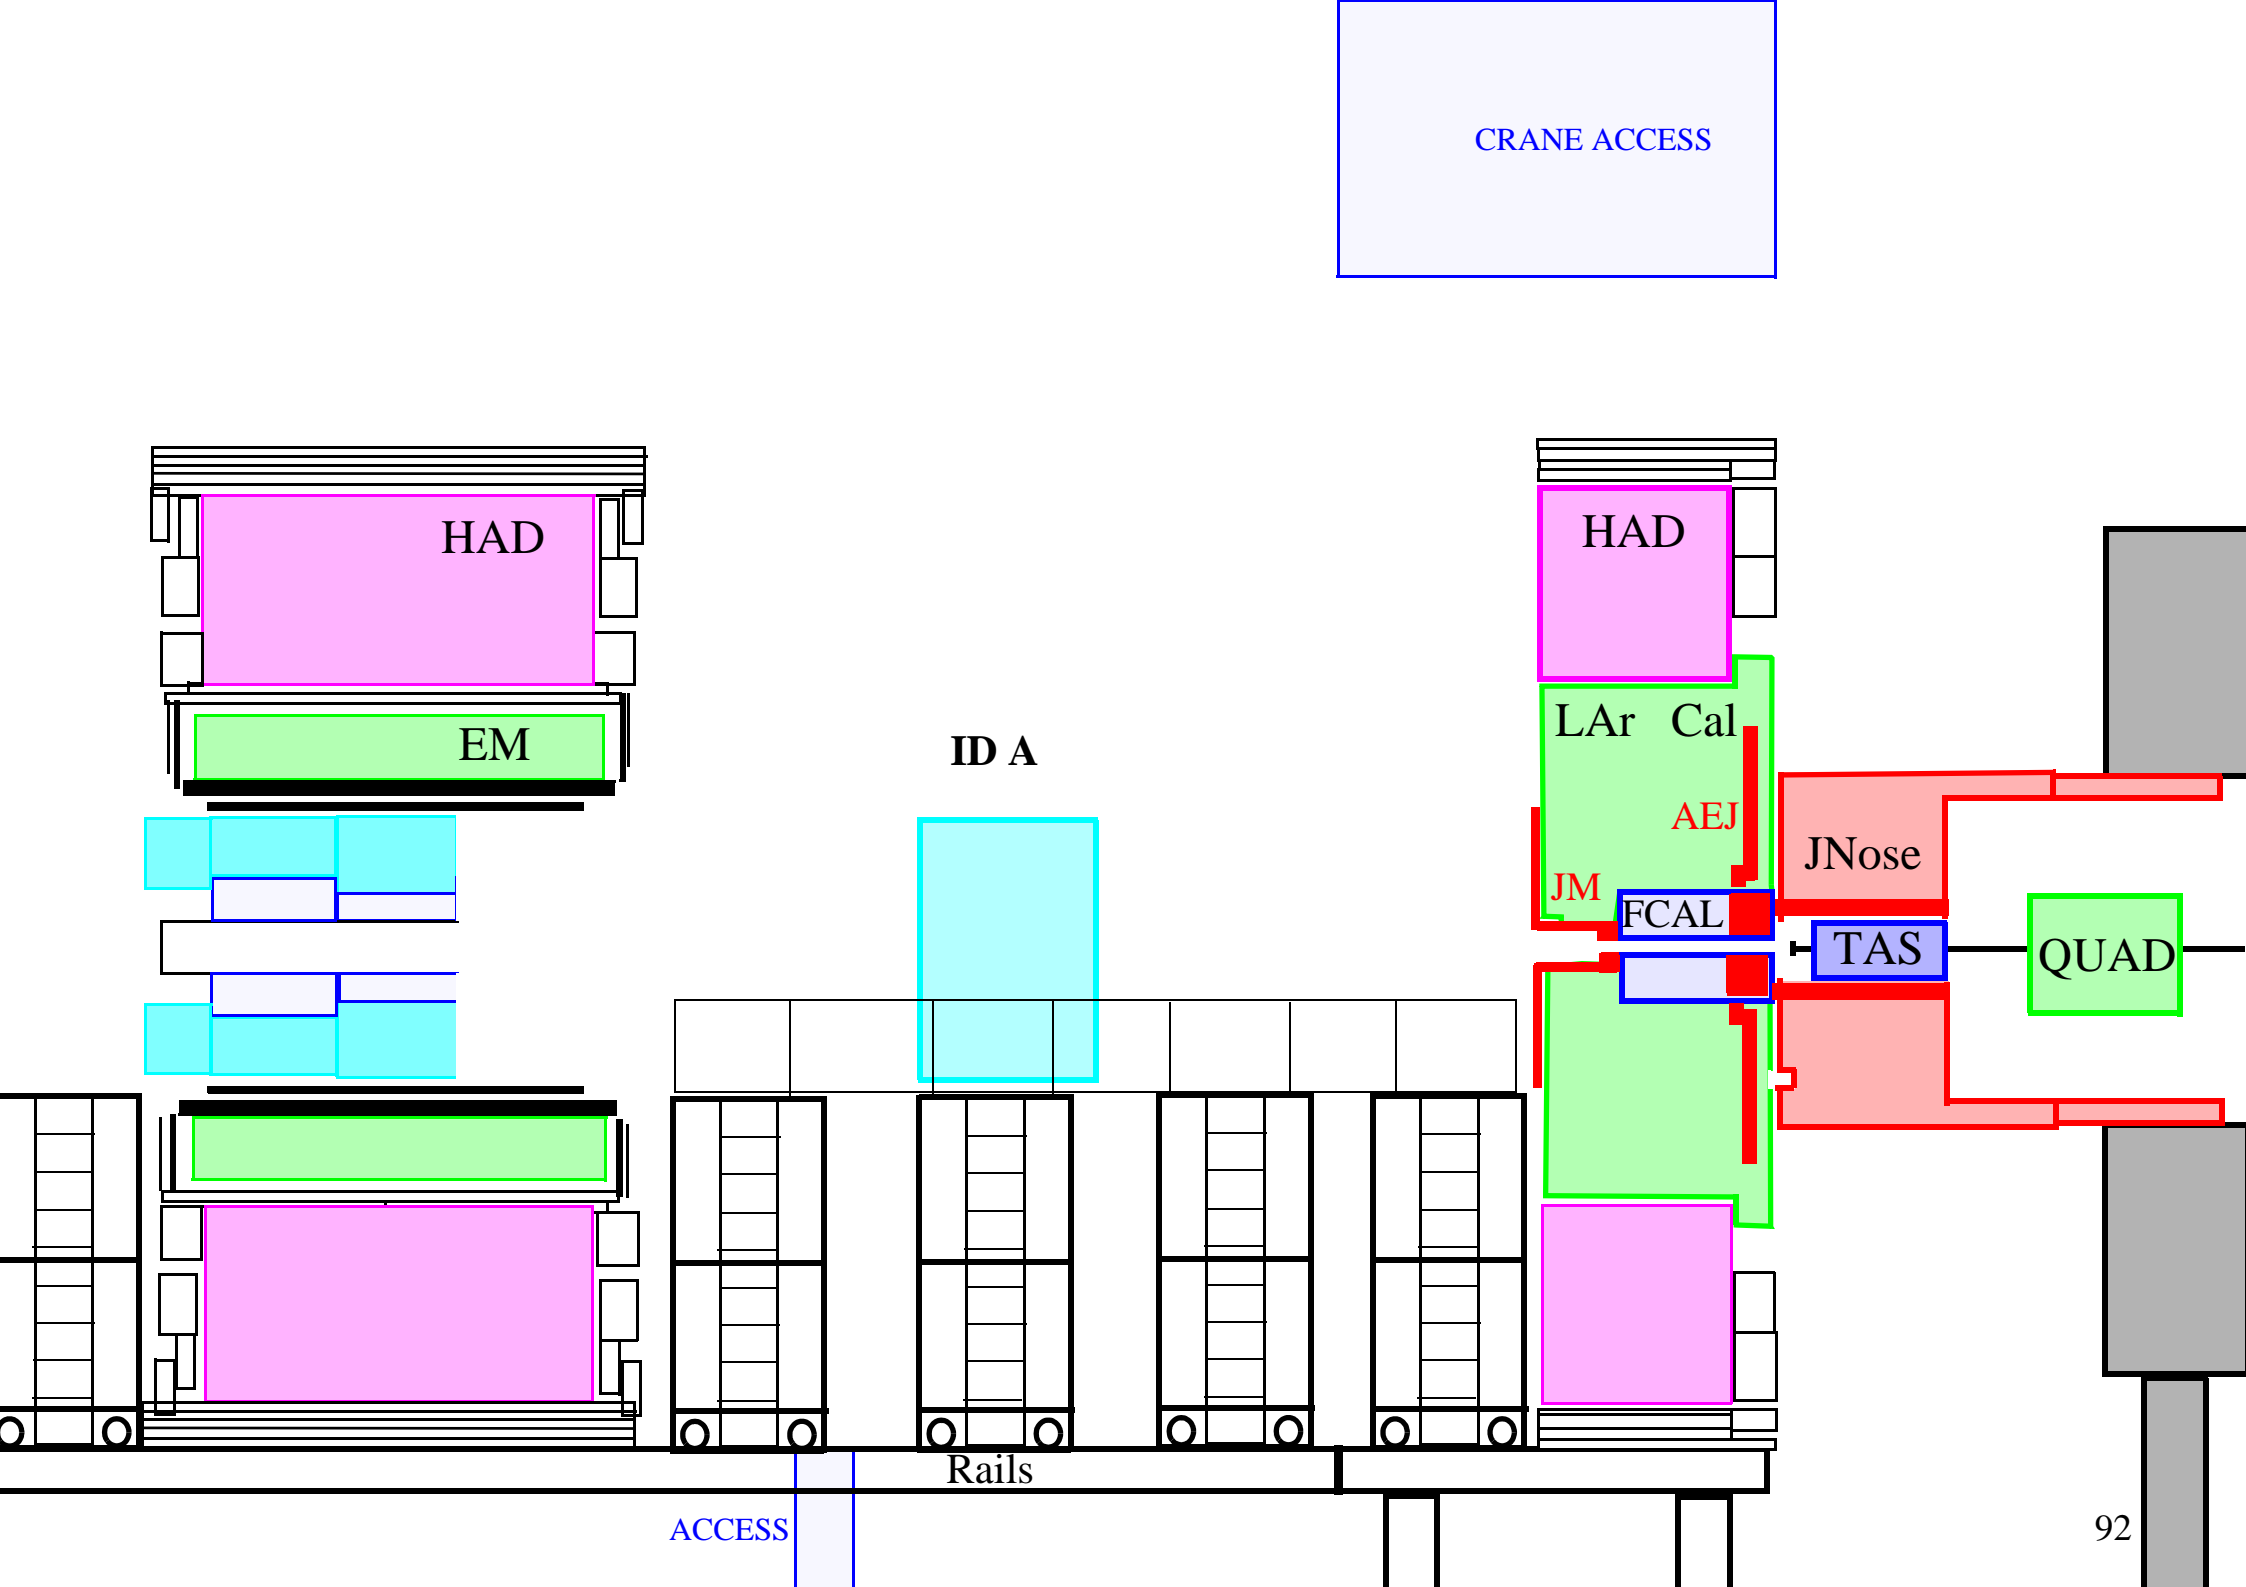 CRANE ACCESS
HAD
HAD
EM
LAr Cal
ID A
AEJ
JNose
JM
FCAL
TAS
QUAD
Rails
ACCESS
92